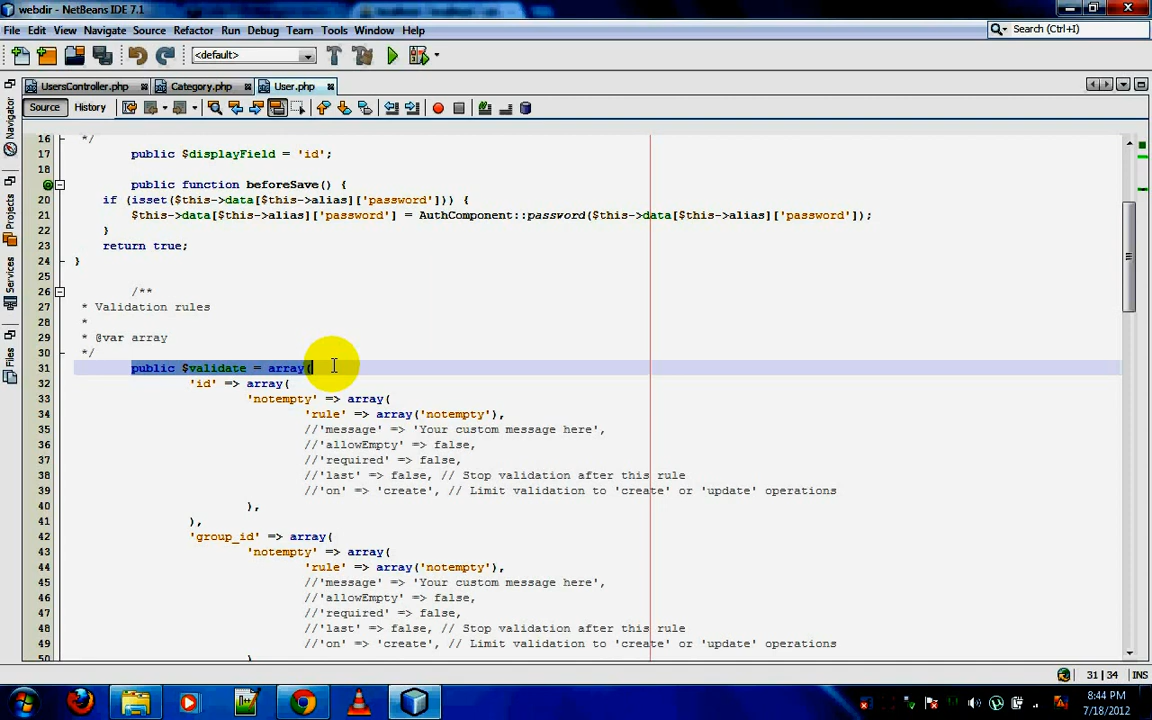 webdir - NetBeans IDE 7.1
File Edit View Navigate Source Refactor Run Debug Team Tools Window Help
Search (Ctrl+I)
<default>
UsersController.php Category.php User.php
Source History
Navigator
Projects
Services
Files
16 */
17 public $displayField = 'id';
18
public function beforeSave() {
20 if (isset($this->data[$this->alias]['password'])) {
21 $this->data[$this->alias]['password'] = AuthComponent::password($this->data[$this->alias]['password']);
22 }
23 return true;
24 }
25
26 /**
27 * Validation rules
28 *
29 * @var array
30 */
31 public $validate = array(
32 'id' => array(
33 'notempty' => array(
34 'rule' => array('notempty'),
35 //'message' => 'Your custom message here',
36 //'allowEmpty' => false,
37 //'required' => false,
38 //'last' => false, // Stop validation after this rule
39 //'on' => 'create', // Limit validation to 'create' or 'update' operations
40 ),
41 ),
42 'group_id' => array(
43 'notempty' => array(
44 'rule' => array('notempty'),
45 //'message' => 'Your custom message here',
46 //'allowEmpty' => false,
47 //'required' => false,
48 //'last' => false, // Stop validation after this rule
49 //'on' => 'create', // Limit validation to 'create' or 'update' operations
50 )
31 | 34 INS
8:44 PM
7/18/2012